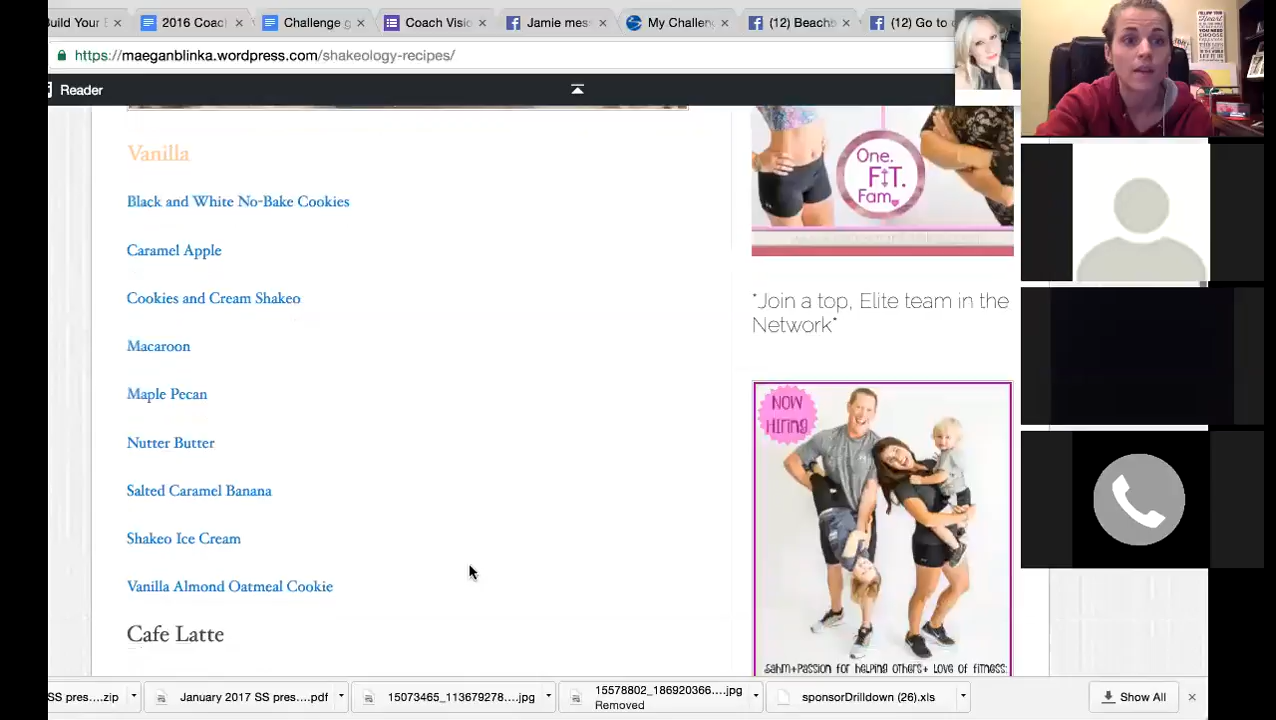 uild Your E
2016 Coacl
Challenge g
Coach Visio
Jamie mess
My Challen
(12) Beachb
(12) Go to o
https://maeganblinka.wordpress.com/shakeology-recipes/
Reader
Vanilla
Black and White No-Bake Cookies
Caramel Apple
Cookies and Cream Shakeo
Macaroon
Maple Pecan
Nutter Butter
Salted Caramel Banana
Shakeo Ice Cream
Vanilla Almond Oatmeal Cookie
Cafe Latte
One.
FIT.
Fam
*Join a top, Elite team in the
Network*
NOW
HIRING
SAHM+Passion for helping others+ Love of fitness:
SS pres....zip
January 2017 SS pres....pdf
15073465_113679278....jpg
15578802_186920366....jpg
Removed
sponsorDrilldown (26).xls
Show All